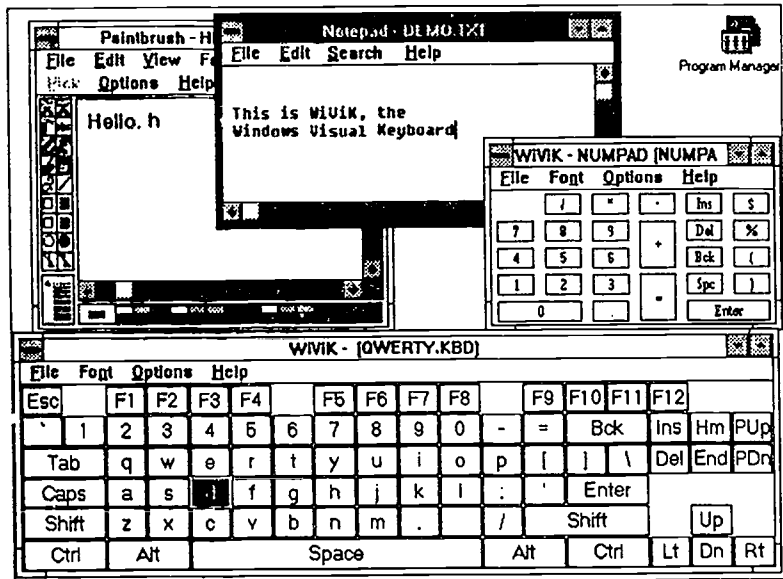 Paintbrush - H
File Edit View Fa
Pick Options Help
Hello. h
Notepad - DEMO.TXT
File Edit Search Help
This is WiViK, the
Windows Visual Keyboard
Program Manager
WiViK - NUMPAD [NUMPA
File Font Options Help
/ * - Ins $
7 8 9 + Del %
4 5 6 Bck (
1 2 3 = Spc )
0 . Enter
WiViK - [QWERTY.KBD]
File Font Options Help
Esc F1 F2 F3 F4 F5 F6 F7 F8 F9 F10 F11 F12
` 1 2 3 4 5 6 7 8 9 0 - = Bck Ins Hm PUp
Tab q w e r t y u i o p [ ] \ Del End PDn
Caps a s d f g h j k l ; ' Enter
Shift z x c v b n m . / Shift Up
Ctrl Alt Space Alt Ctrl Lt Dn Rt